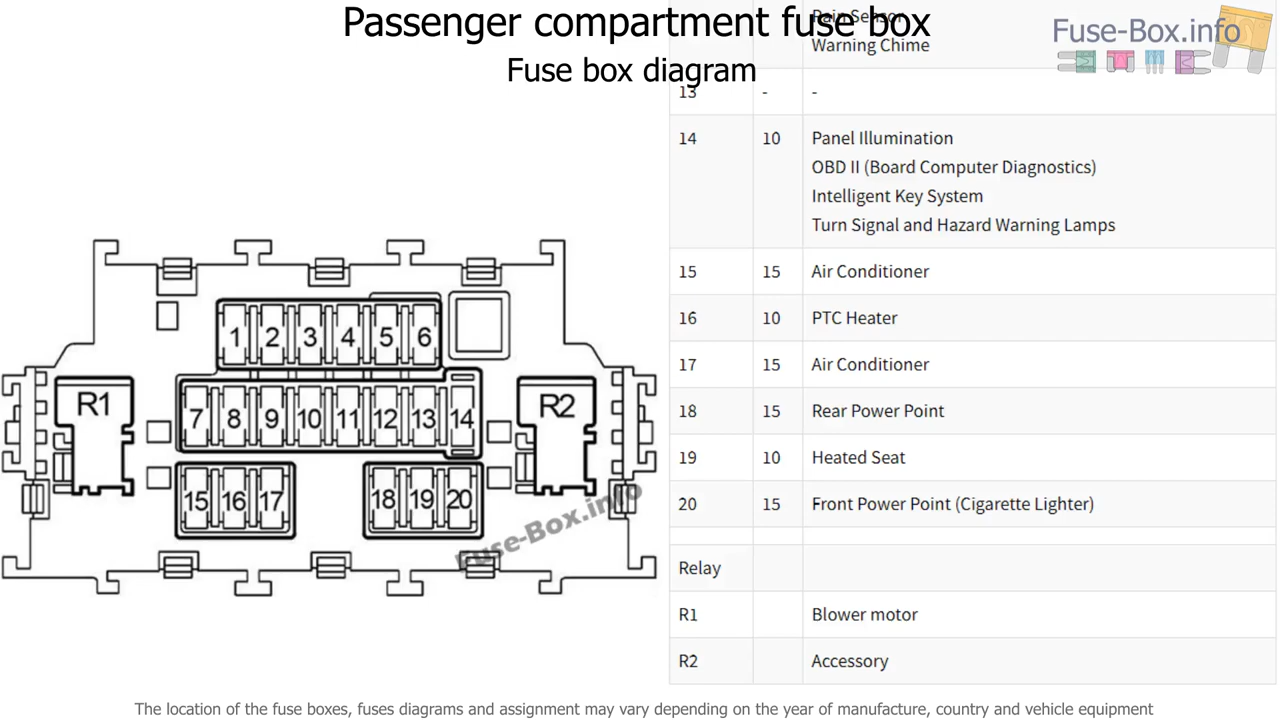 Passenger compartment fuse box
Fuse box diagram
Fuse-Box.info
Rain Sensor
Warning Chime
13 - -
14 10 Panel Illumination
OBD II (Board Computer Diagnostics)
Intelligent Key System
Turn Signal and Hazard Warning Lamps
15 15 Air Conditioner
16 10 PTC Heater
17 15 Air Conditioner
18 15 Rear Power Point
19 10 Heated Seat
20 15 Front Power Point (Cigarette Lighter)
Relay
R1 Blower motor
R2 Accessory
1 2 3 4 5 6
R1
R2
7 8 9 10 11 12 13 14
15 16 17
18 19 20
Fuse-Box.info
The location of the fuse boxes, fuses diagrams and assignment may vary depending on the year of manufacture, country and vehicle equipment